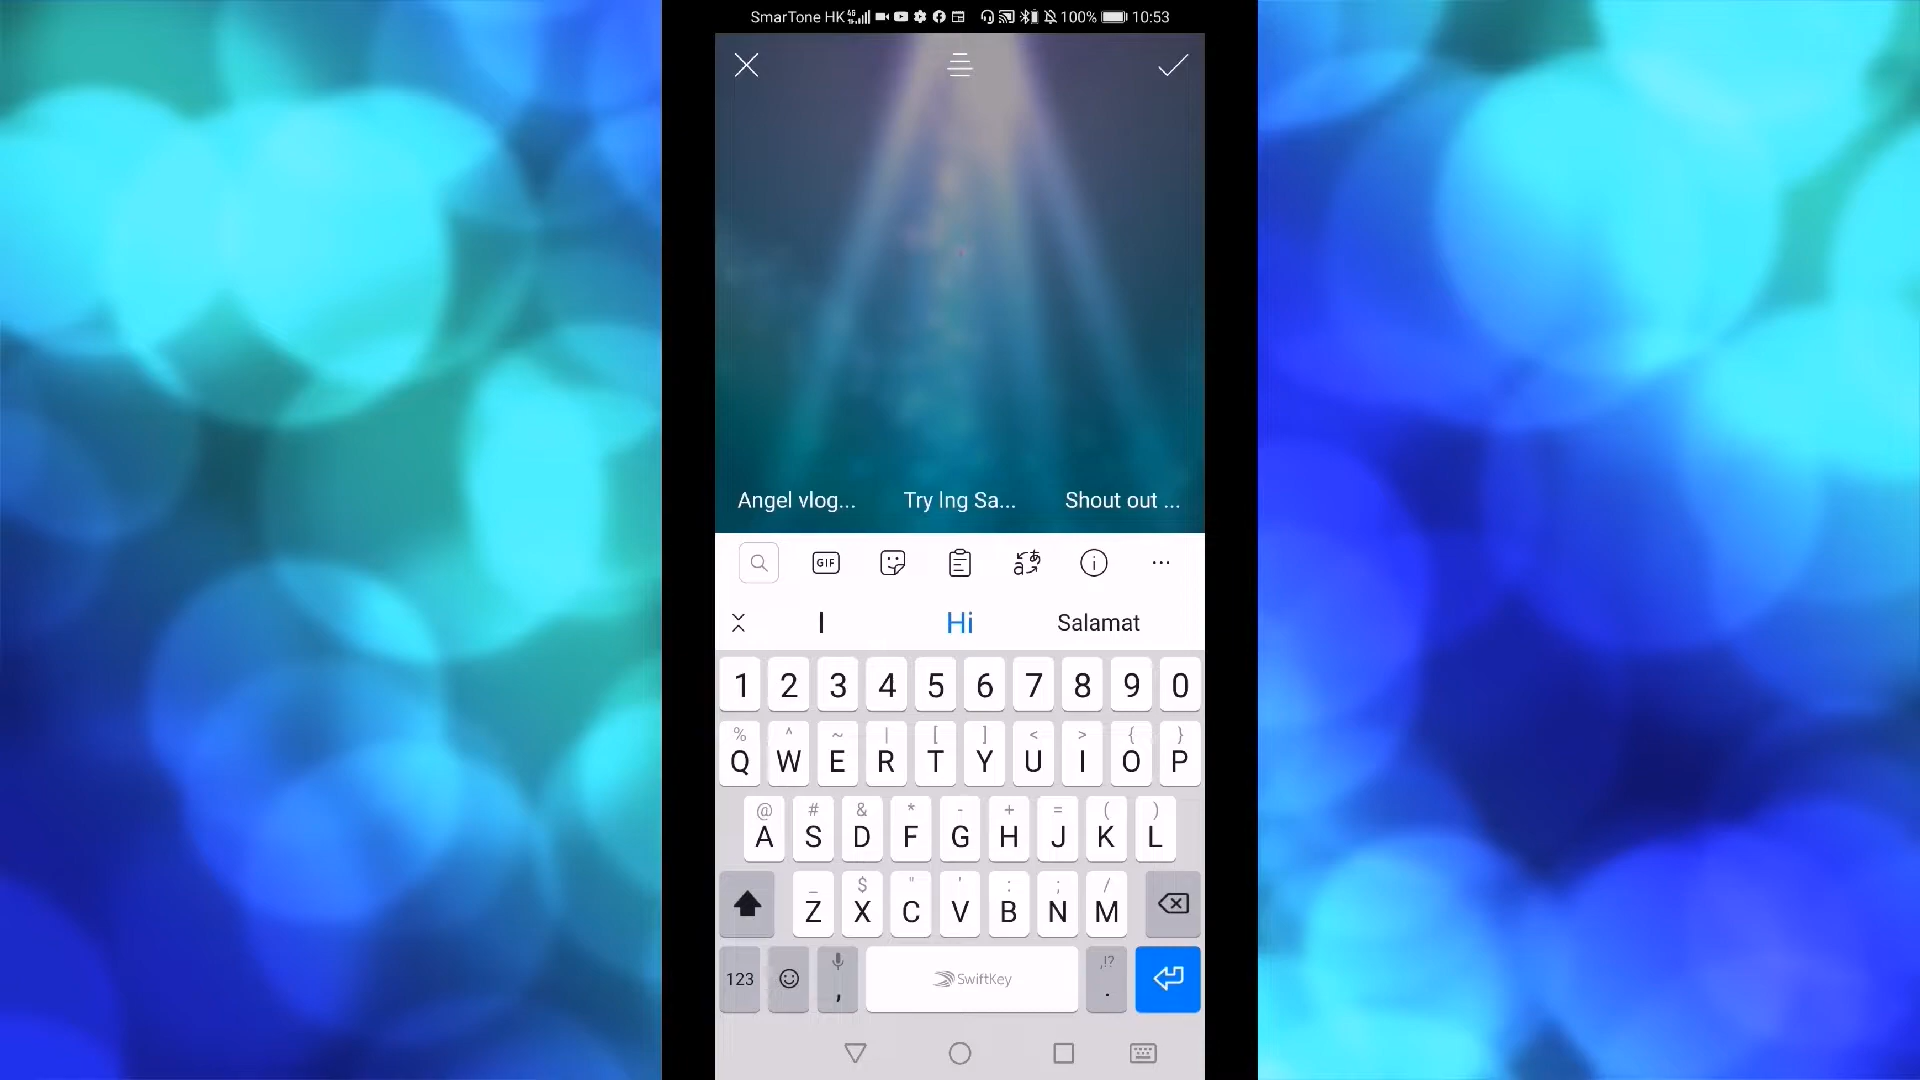 SmarTone HK 4G 100% 10:53
Angel vlog... Try Ing Sa... Shout out ...
GIF
I Hi Salamat
1 2 3 4 5 6 7 8 9 0
% ^ ~ | [ ] < > { }
Q W E R T Y U I O P
@ # & * - + = ( )
A S D F G H J K L
_ $ " ' : ; /
Z X C V B N M
123 , SwiftKey ,!? .